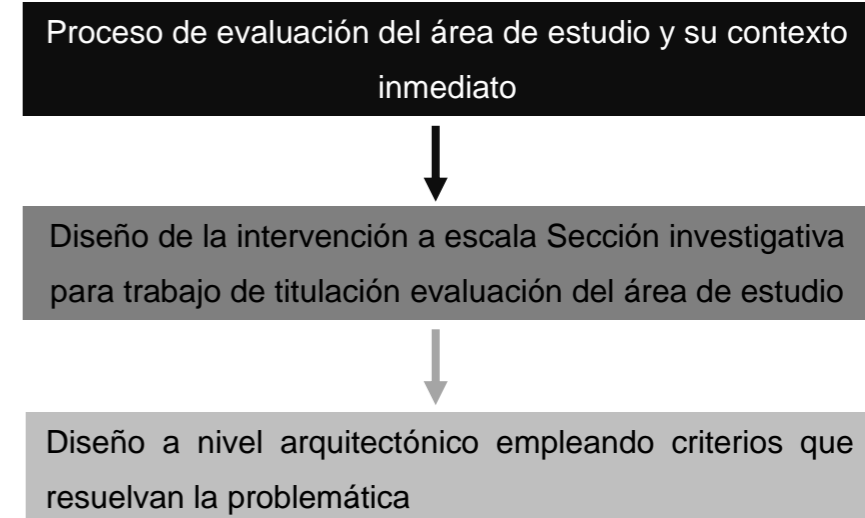 Proceso de evaluación del área de estudio y su contexto
inmediato
Diseño de la intervención a escala Sección investigativa
para trabajo de titulación evaluación del área de estudio
Diseño a nivel arquitectónico empleando criterios que
resuelvan la problemática